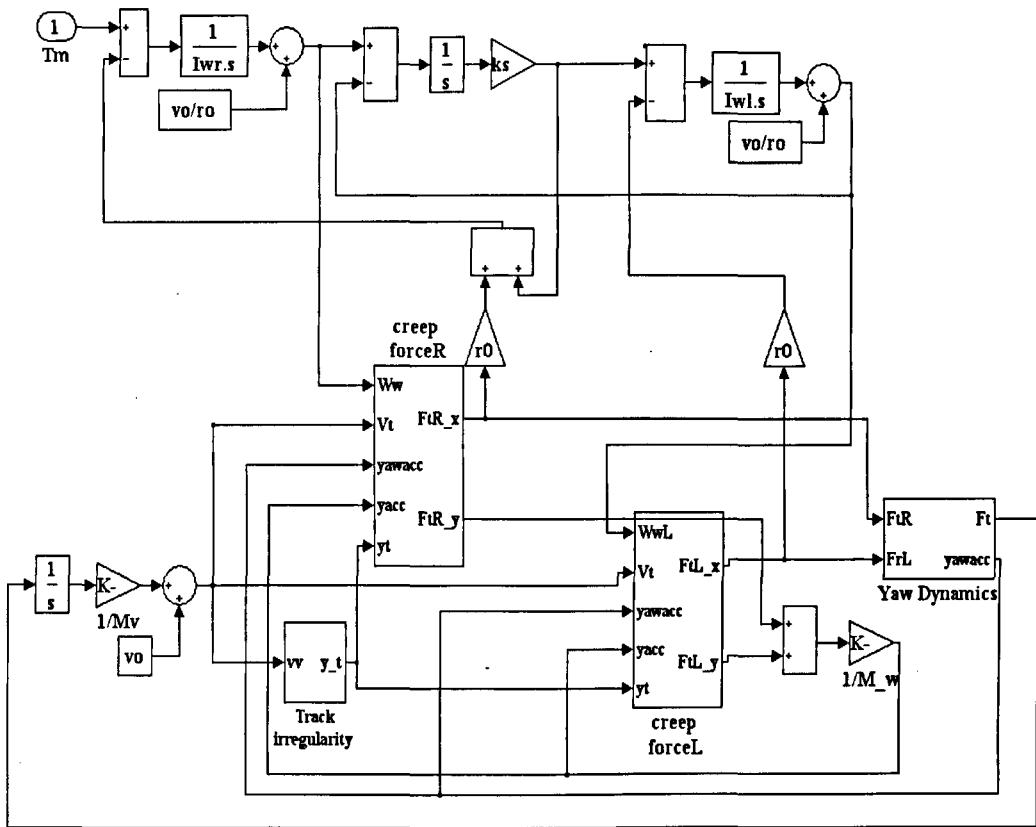 1
Tm
+
-
1
Iwr.s
+
+
vo/ro
+
-
1
s
ks
+
-
1
Iwl.s
+
+
vo/ro
+ +
creep
forceR
r0
r0
Ww
Vt
yawacc
yacc
yt
FtR_x
FtR_y
WwL
Vt
yawacc
yacc
yt
FtL_x
FtL_y
creep
forceL
FtR
FrL
Ft
yawacc
Yaw Dynamics
1
s
K-
1/Mv
+
+
vo
vv y_t
Track
irregularity
+
+
K-
1/M_w